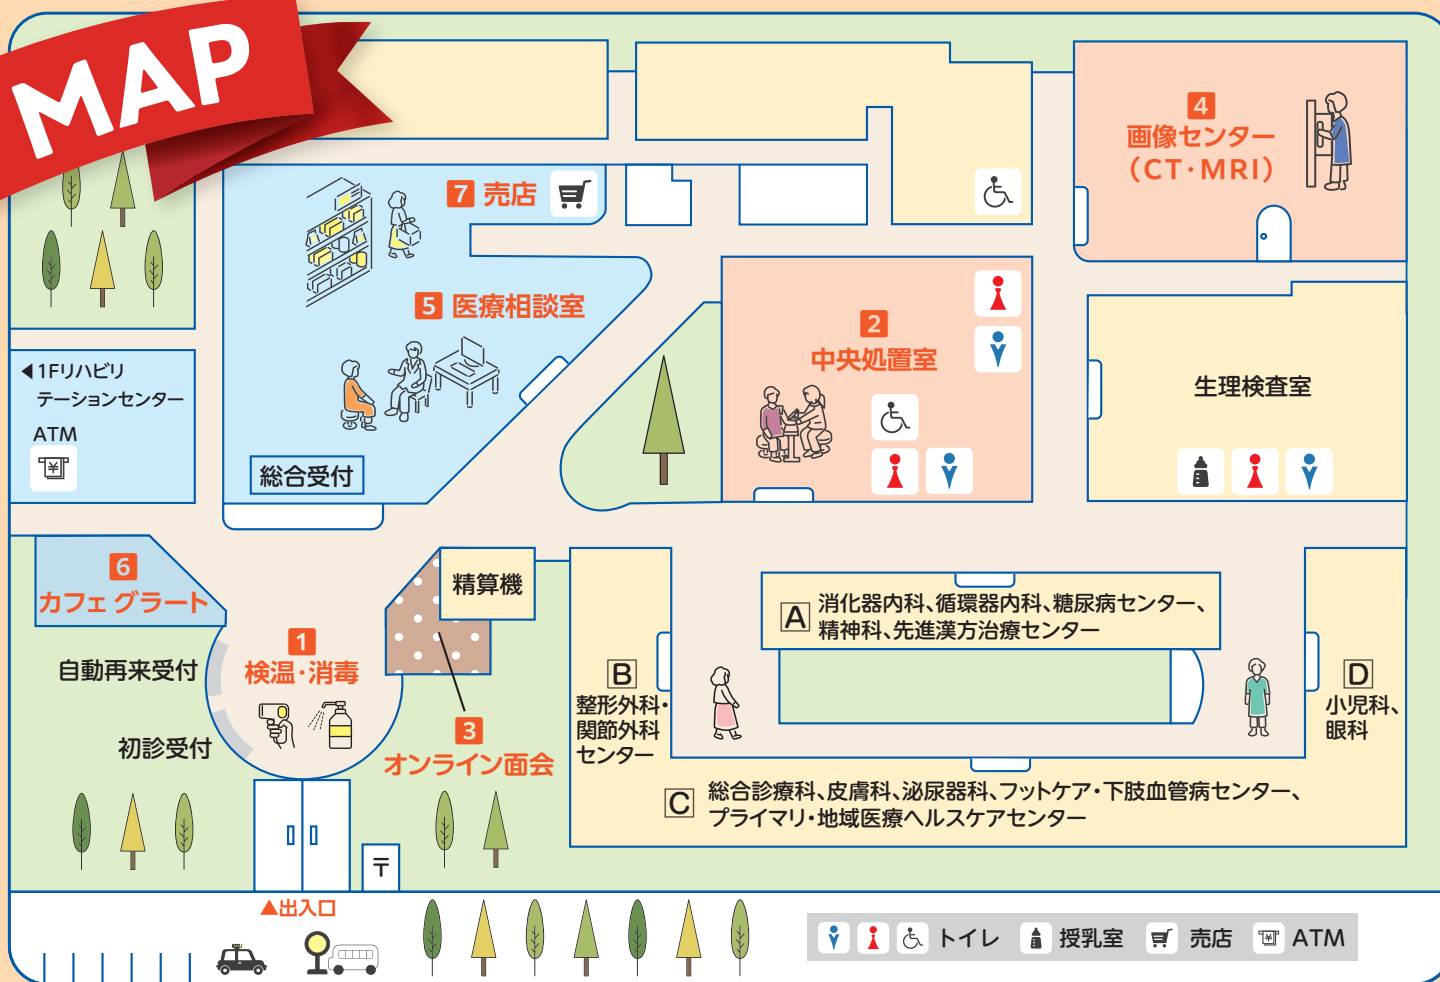 MAP
4
画像センター
（CT・MRI）
7 売店
5 医療相談室
2
中央処置室
生理検査室
◀1Fリハビリ
テーションセンター
ATM
¥
総合受付
6
カフェ グラート
精算機
1
検温・消毒
自動再来受付
初診受付
3
オンライン面会
A 消化器内科、循環器内科、糖尿病センター、
精神科、先進漢方治療センター
B
整形外科・
関節外科
センター
D
小児科、
眼科
C 総合診療科、皮膚科、泌尿器科、フットケア・下肢血管病センター、
プライマリ・地域医療ヘルスケアセンター
〒
▲出入口
トイレ 授乳室 売店 ¥ ATM